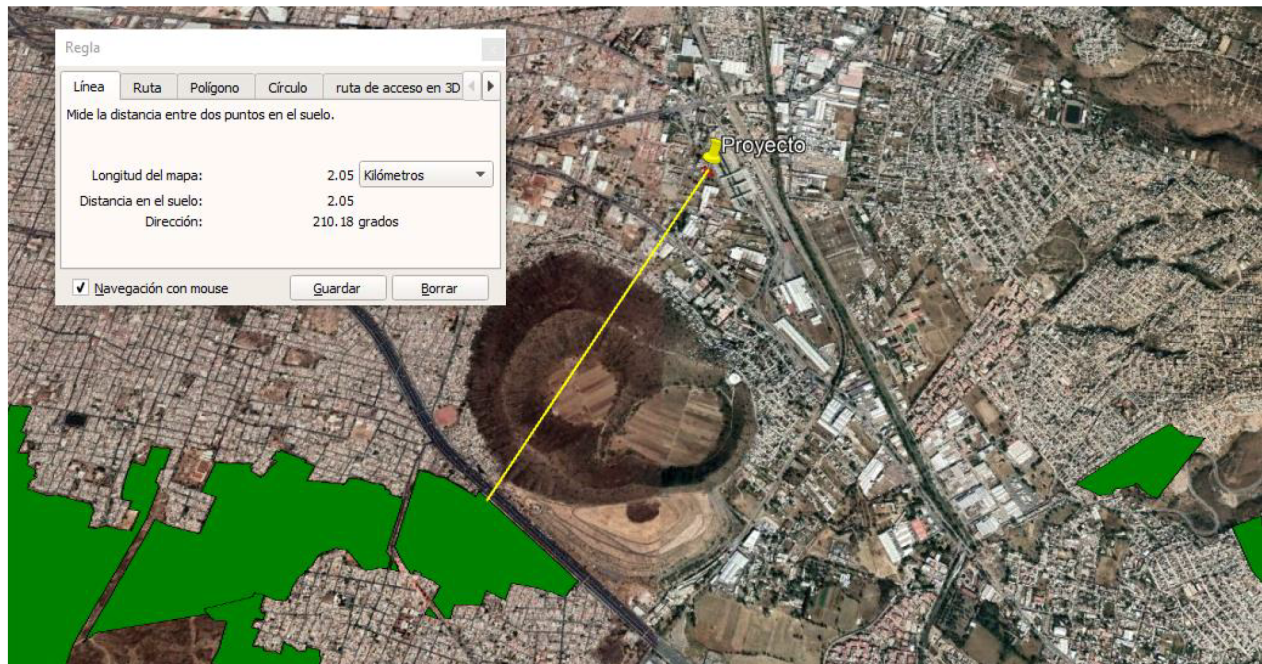 Regla
Línea Ruta Polígono Círculo ruta de acceso en 3D
Mide la distancia entre dos puntos en el suelo.
Longitud del mapa: 2.05 Kilómetros
Distancia en el suelo: 2.05
Dirección: 210.18 grados
Navegación con mouse Guardar Borrar
Proyecto